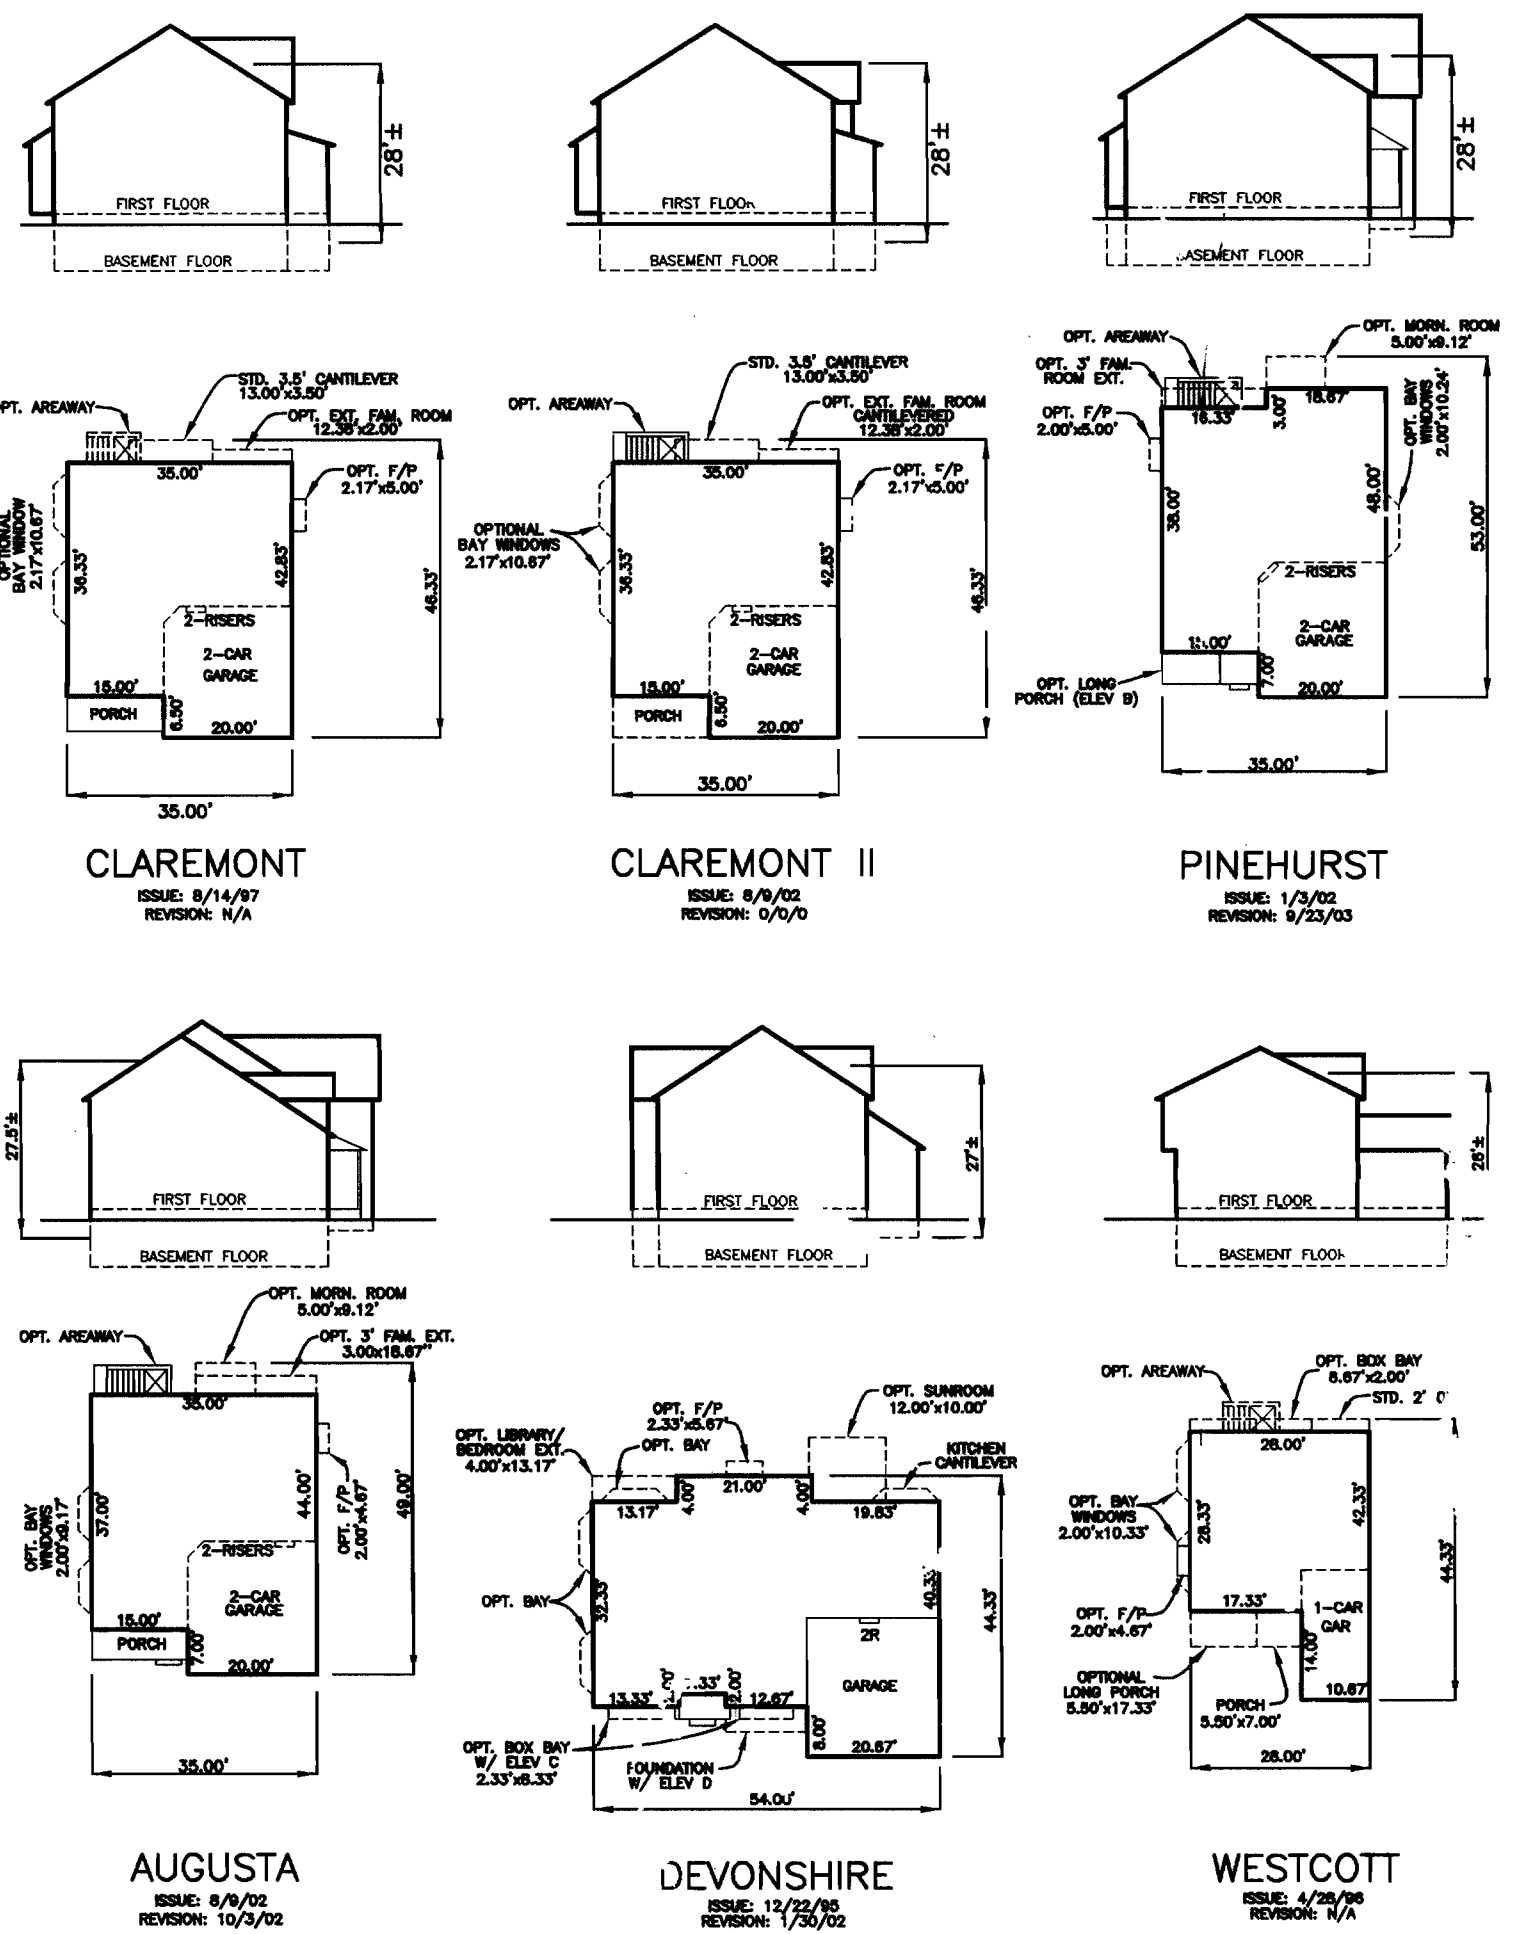 28'±
FIRST FLOOR
BASEMENT FLOOR
28'±
FIRST FLOOR
BASEMENT FLOOR
28'±
FIRST FLOOR
BASEMENT FLOOR
STD. 3.5' CANTILEVER
13.00'x3.50'
OPT. AREAWAY
OPT. EXT. FAM. ROOM
12.38'x2.00'
35.00'
OPT. F/P
2.17'x5.00'
OPTIONAL
BAY WINDOW
2.17'x10.67'
36.33'
42.83'
46.33'
2-RISERS
2-CAR
GARAGE
15.00'
PORCH
6.50'
20.00'
35.00'
CLAREMONT
ISSUE: 8/14/97
REVISION: N/A
STD. 3.5' CANTILEVER
13.00'x3.50'
OPT. AREAWAY
OPT. EXT. FAM. ROOM
CANTILEVERED
12.38'x2.00'
35.00'
OPT. F/P
2.17'x5.00'
OPTIONAL
BAY WINDOWS
2.17'x10.67'
36.33'
42.83'
46.33'
2-RISERS
2-CAR
GARAGE
15.00'
PORCH
6.50'
20.00'
35.00'
CLAREMONT II
ISSUE: 8/9/02
REVISION: 0/0/0
OPT. MORN. ROOM
5.00'x9.12'
OPT. AREAWAY
OPT. 3' FAM.
ROOM EXT.
OPT. F/P
2.00'x5.00'
16.33'
3.00'
18.67'
OPT. BAY
WINDOWS
2.00'x10.24'
38.00'
48.00'
53.00'
2-RISERS
2-CAR
GARAGE
OPT. LONG
PORCH (ELEV B)
7.00'
20.00'
35.00'
PINEHURST
ISSUE: 1/3/02
REVISION: 9/23/03
27.5'±
FIRST FLOOR
BASEMENT FLOOR
27'±
FIRST FLOOR
BASEMENT FLOOR
26'±
FIRST FLOOR
BASEMENT FLOOR
OPT. MORN. ROOM
5.00'x9.12'
OPT. AREAWAY
OPT. 3' FAM. EXT.
3.00x18.67"
35.00'
OPT. BAY
WINDOWS
2.00'x9.17'
37.00'
44.00'
OPT. F/P
2.00'x4.67'
49.00'
2-RISERS
2-CAR
GARAGE
15.00'
PORCH
7.00'
20.00'
35.00'
AUGUSTA
ISSUE: 8/9/02
REVISION: 10/3/02
OPT. SUNROOM
12.00'x10.00'
OPT. F/P
2.33'x5.67'
OPT. LIBRARY/
BEDROOM EXT.
4.00'x13.17'
OPT. BAY
KITCHEN
CANTILEVER
13.17'
4.00'
21.00'
4.00'
19.83'
OPT. BAY
32.33'
40.33'
44.33'
2R
GARAGE
13.33'
2.00'
12.67'
8.00'
20.67'
OPT. BOX BAY
W/ ELEV C
2.33'x8.33'
FOUNDATION
W/ ELEV D
54.00'
DEVONSHIRE
ISSUE: 12/22/95
REVISION: 1/30/02
OPT. AREAWAY
OPT. BOX BAY
8.67'x2.00'
STD. 2'
28.00'
OPT. BAY
WINDOWS
2.00'x10.33'
28.33'
42.33'
44.33'
OPT. F/P
2.00'x4.67'
17.33'
1-CAR
GAR
14.00'
OPTIONAL
LONG PORCH
5.50'x17.33'
PORCH
5.50'x7.00'
10.67'
28.00'
WESTCOTT
ISSUE: 4/26/96
REVISION: N/A